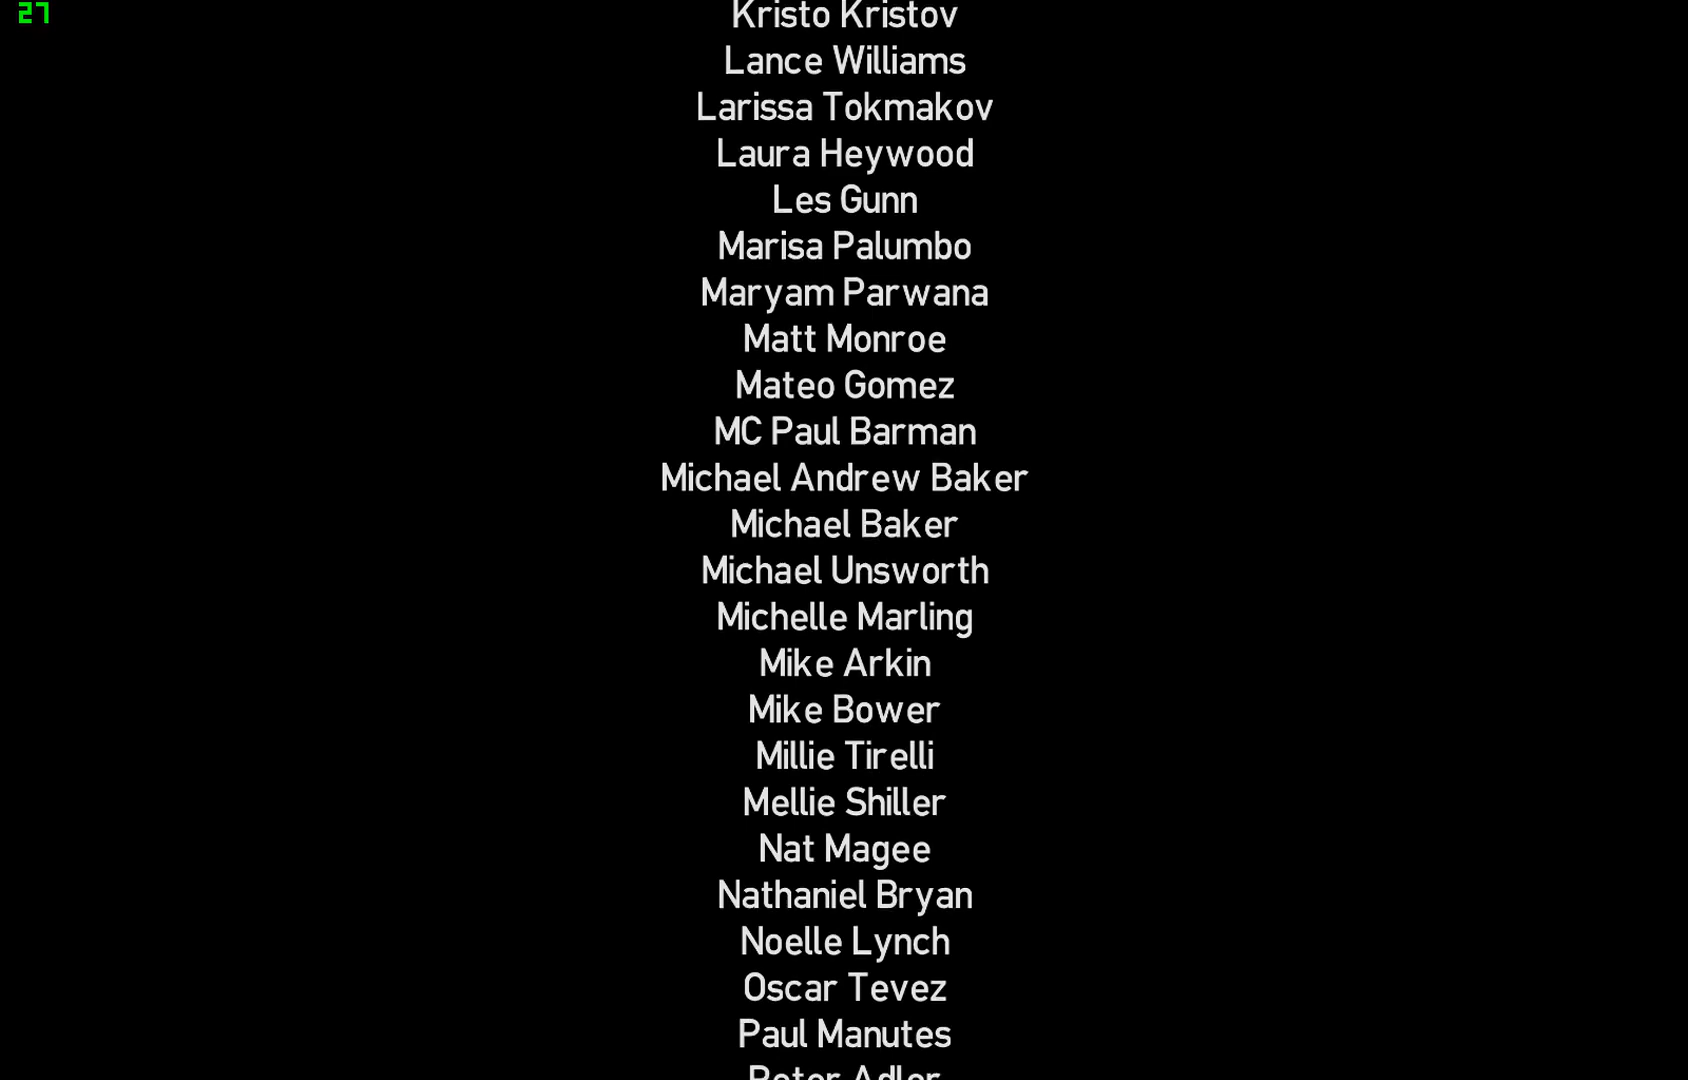 27
Kristo Kristov
Lance Williams
Larissa Tokmakov
Laura Heywood
Les Gunn
Marisa Palumbo
Maryam Parwana
Matt Monroe
Mateo Gomez
MC Paul Barman
Michael Andrew Baker
Michael Baker
Michael Unsworth
Michelle Marling
Mike Arkin
Mike Bower
Millie Tirelli
Mellie Shiller
Nat Magee
Nathaniel Bryan
Noelle Lynch
Oscar Tevez
Paul Manutes
Peter Adler